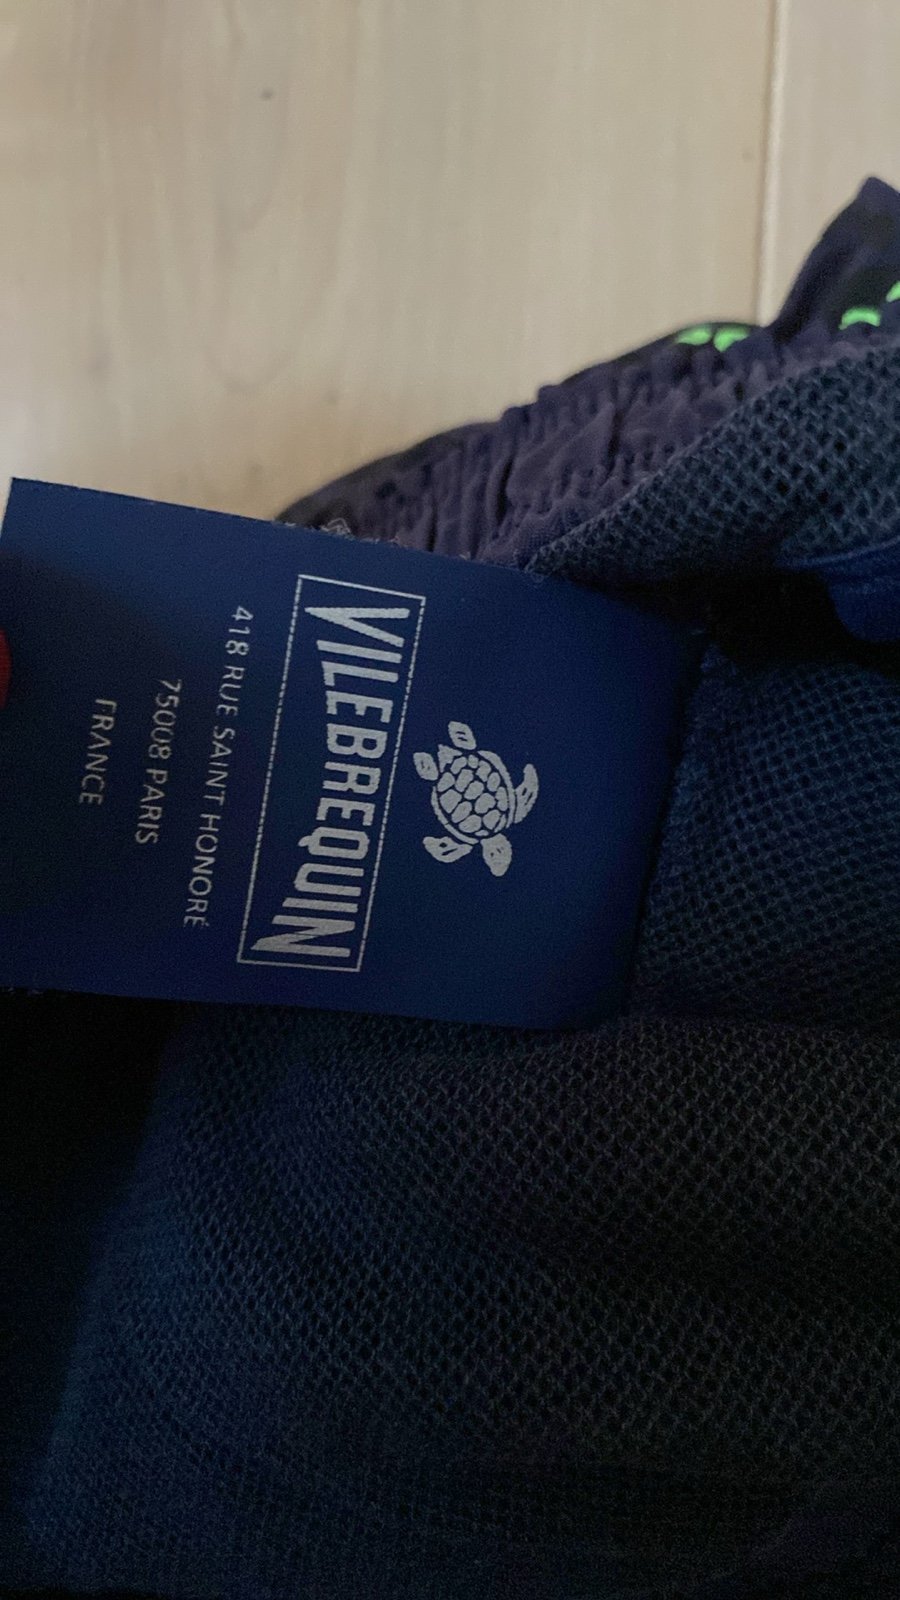 VILEBREQUIN
418 RUE SAINT HONORÉ
75008 PARIS
FRANCE